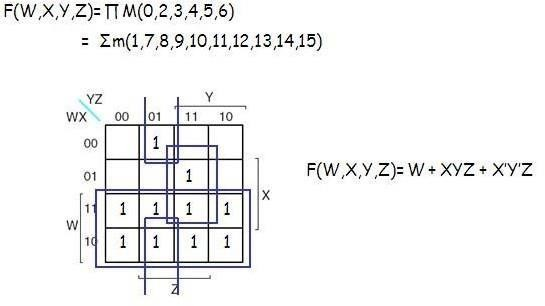 F(W,X,Y,Z)= ∏ M(0,2,3,4,5,6)
= Σm(1,7,8,9,10,11,12,13,14,15)
YZ Y
WX 00 01 11 10
00 1
01 1
F(W,X,Y,Z)= W + XYZ + X'Y'Z
X
11 1 1 1 1
W
10 1 1 1 1
Z